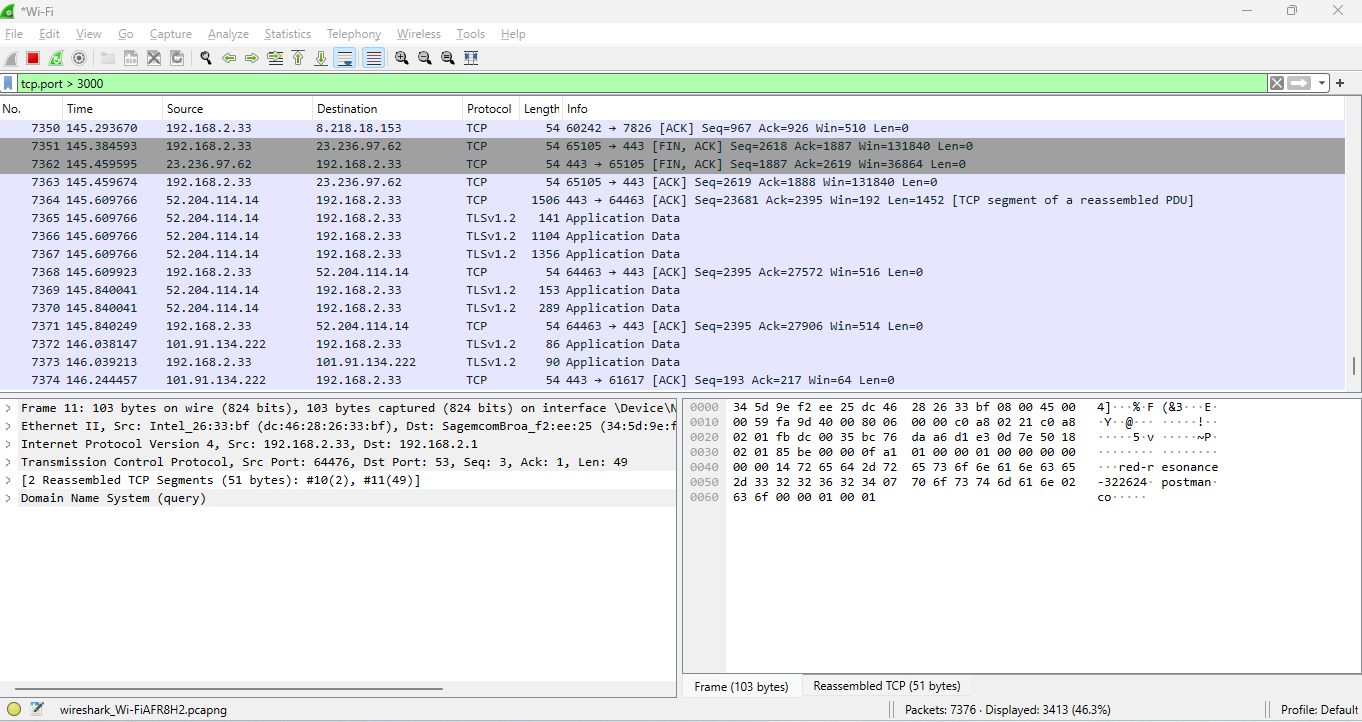 *Wi-Fi
File Edit View Go Capture Analyze Statistics Telephony Wireless Tools Help
tcp.port > 3000
No. Time Source Destination Protocol Length Info
7350 145.293670 192.168.2.33 8.218.18.153 TCP 54 60242 → 7826 [ACK] Seq=967 Ack=926 Win=510 Len=0
7351 145.384593 192.168.2.33 23.236.97.62 TCP 54 65105 → 443 [FIN, ACK] Seq=2618 Ack=1887 Win=131840 Len=0
7362 145.459595 23.236.97.62 192.168.2.33 TCP 54 443 → 65105 [FIN, ACK] Seq=1887 Ack=2619 Win=36864 Len=0
7363 145.459674 192.168.2.33 23.236.97.62 TCP 54 65105 → 443 [ACK] Seq=2619 Ack=1888 Win=131840 Len=0
7364 145.609766 52.204.114.14 192.168.2.33 TCP 1506 443 → 64463 [ACK] Seq=23681 Ack=2395 Win=192 Len=1452 [TCP segment of a reassembled PDU]
7365 145.609766 52.204.114.14 192.168.2.33 TLSv1.2 141 Application Data
7366 145.609766 52.204.114.14 192.168.2.33 TLSv1.2 1104 Application Data
7367 145.609766 52.204.114.14 192.168.2.33 TLSv1.2 1356 Application Data
7368 145.609923 192.168.2.33 52.204.114.14 TCP 54 64463 → 443 [ACK] Seq=2395 Ack=27572 Win=516 Len=0
7369 145.840041 52.204.114.14 192.168.2.33 TLSv1.2 153 Application Data
7370 145.840041 52.204.114.14 192.168.2.33 TLSv1.2 289 Application Data
7371 145.840249 192.168.2.33 52.204.114.14 TCP 54 64463 → 443 [ACK] Seq=2395 Ack=27906 Win=514 Len=0
7372 146.038147 101.91.134.222 192.168.2.33 TLSv1.2 86 Application Data
7373 146.039213 192.168.2.33 101.91.134.222 TLSv1.2 90 Application Data
7374 146.244457 101.91.134.222 192.168.2.33 TCP 54 443 → 61617 [ACK] Seq=193 Ack=217 Win=64 Len=0
Frame 11: 103 bytes on wire (824 bits), 103 bytes captured (824 bits) on interface \Device\N
Ethernet II, Src: Intel_26:33:bf (dc:46:28:26:33:bf), Dst: SagemcomBroa_f2:ee:25 (34:5d:9e:f
Internet Protocol Version 4, Src: 192.168.2.33, Dst: 192.168.2.1
Transmission Control Protocol, Src Port: 64476, Dst Port: 53, Seq: 3, Ack: 1, Len: 49
[2 Reassembled TCP Segments (51 bytes): #10(2), #11(49)]
Domain Name System (query)
0000 34 5d 9e f2 ee 25 dc 46 28 26 33 bf 08 00 45 00 4]···%·F (&3···E·
0010 00 59 fa 9d 40 00 80 06 00 00 c0 a8 02 21 c0 a8 ·Y··@··· ·····!··
0020 02 01 fb dc 00 35 bc 76 da a6 d1 e3 0d 7e 50 18 ·····5·v ·····~P·
0030 02 01 85 be 00 00 0f a1 01 00 00 01 00 00 00 00 ········ ········
0040 00 00 14 72 65 64 2d 72 65 73 6f 6e 61 6e 63 65 ···red-r esonance
0050 2d 33 32 32 36 32 34 07 70 6f 73 74 6d 61 6e 02 -322624· postman·
0060 63 6f 00 00 01 00 01 co·····
Frame (103 bytes) Reassembled TCP (51 bytes)
wireshark_Wi-FiAFR8H2.pcapng Packets: 7376 · Displayed: 3413 (46.3%) Profile: Default